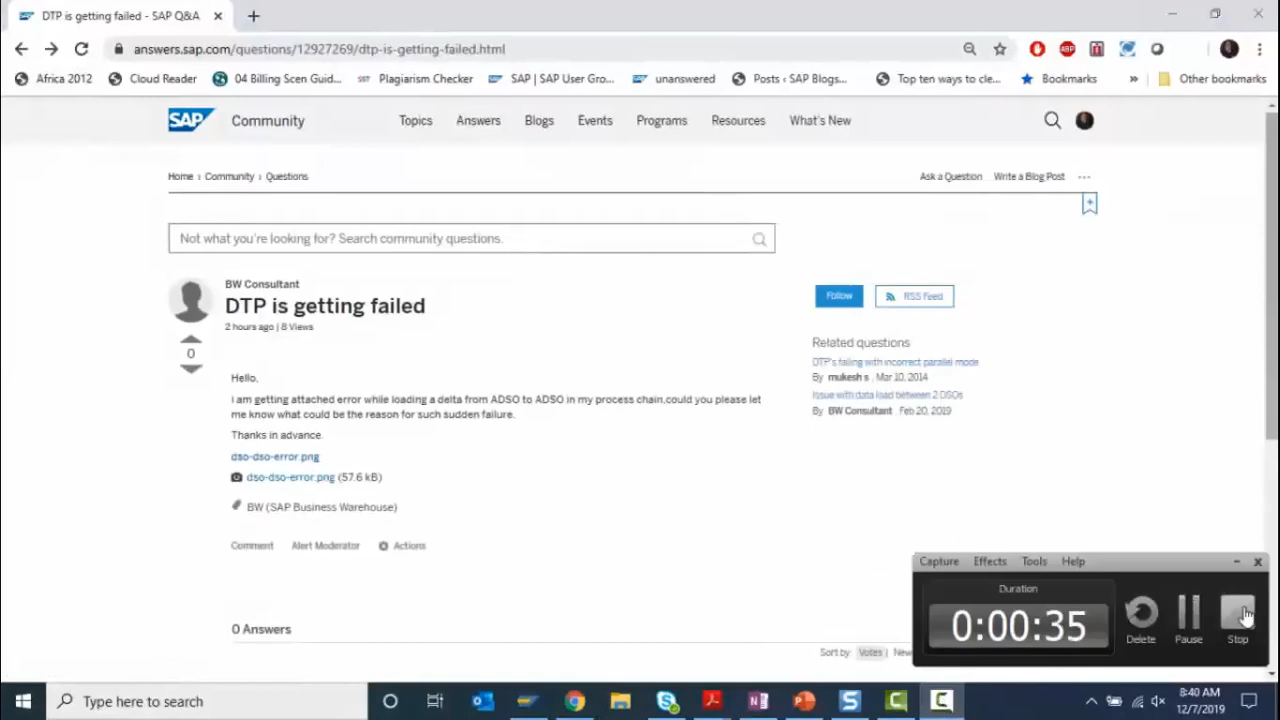 DTP is getting failed - SAP Q&A
answers.sap.com/questions/12927269/dtp-is-getting-failed.html
ABP
Africa 2012 Cloud Reader 04 Billing Scen Guid... Plagiarism Checker SAP | SAP User Gro... unanswered Posts ‹ SAP Blogs... Top ten ways to cle... Bookmarks » Other bookmarks
SAP Community Topics Answers Blogs Events Programs Resources What's New
Home › Community › Questions Ask a Question Write a Blog Post ...
Not what you're looking for? Search community questions.
BW Consultant
DTP is getting failed
2 hours ago | 8 Views
0
Follow RSS Feed
Hello,
i am getting attached error while loading a delta from ADSO to ADSO in my process chain,could you please let
me know what could be the reason for such sudden failure.
Thanks in advance.
dso-dso-error.png
dso-dso-error.png (57.6 kB)
BW (SAP Business Warehouse)
Comment Alert Moderator Actions
Related questions
DTP's failing with incorrect parallel mode
By mukesh s , Mar 10, 2014
Issue with data load between 2 DSOs
By BW Consultant , Feb 20, 2019
0 Answers
Sort by: Votes | New
Capture Effects Tools Help
Duration
0:00:35
Delete Pause Stop
Type here to search
8:40 AM
12/7/2019